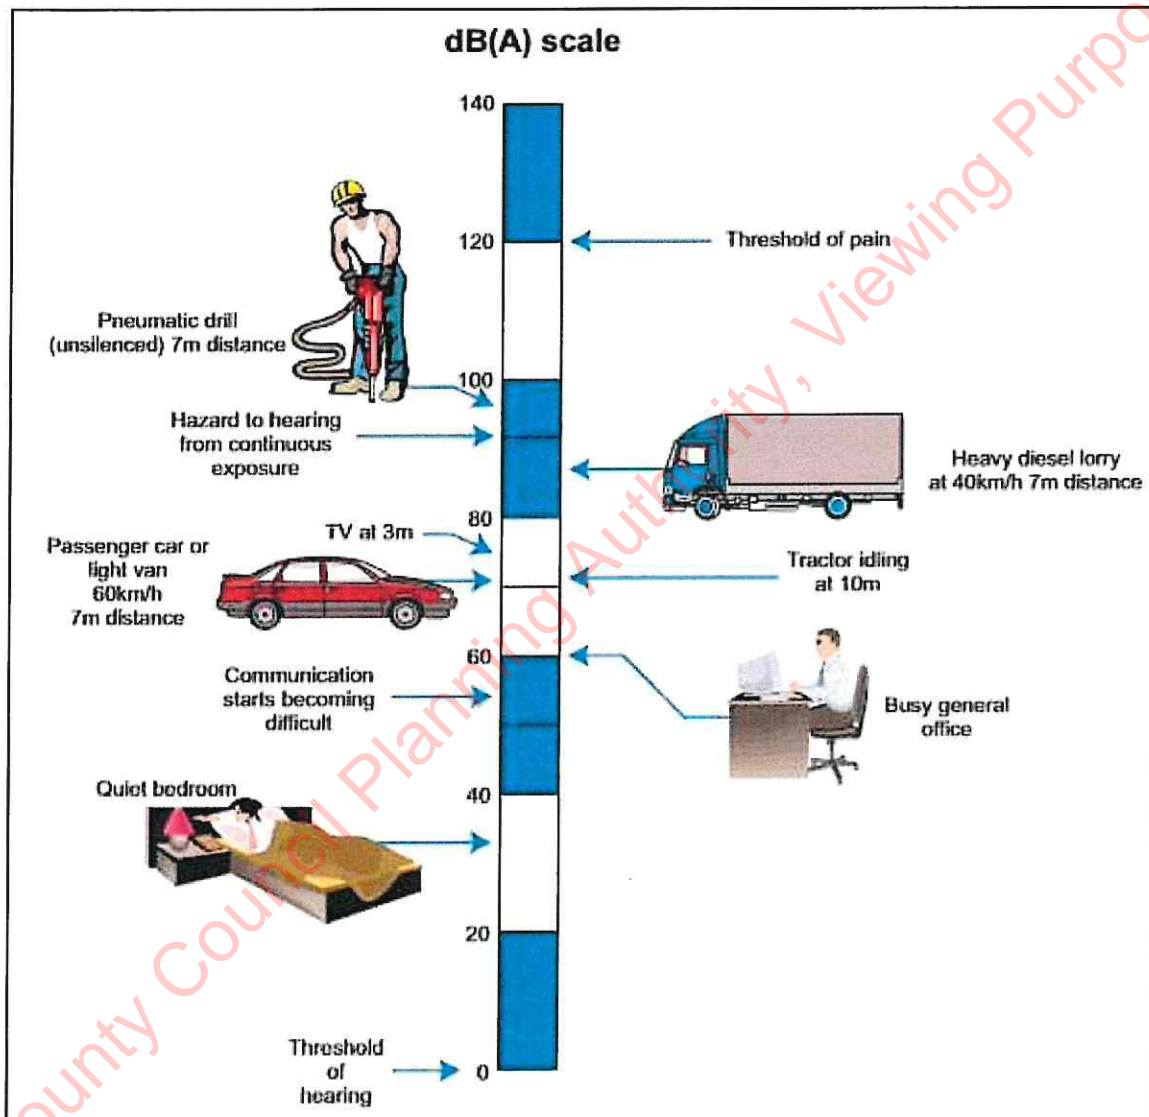 dB(A) scale
140
120
Threshold of pain
Pneumatic drill
(unsilenced) 7m distance
100
Hazard to hearing
from continuous
exposure
Heavy diesel lorry
at 40km/h 7m distance
80
TV at 3m
Passenger car or
light van
60km/h
7m distance
Tractor idling
at 10m
60
Communication
starts becoming
difficult
Busy general
office
40
Quiet bedroom
20
Threshold
of
hearing
0
ounty Council Planning Authority, Viewing Purpo